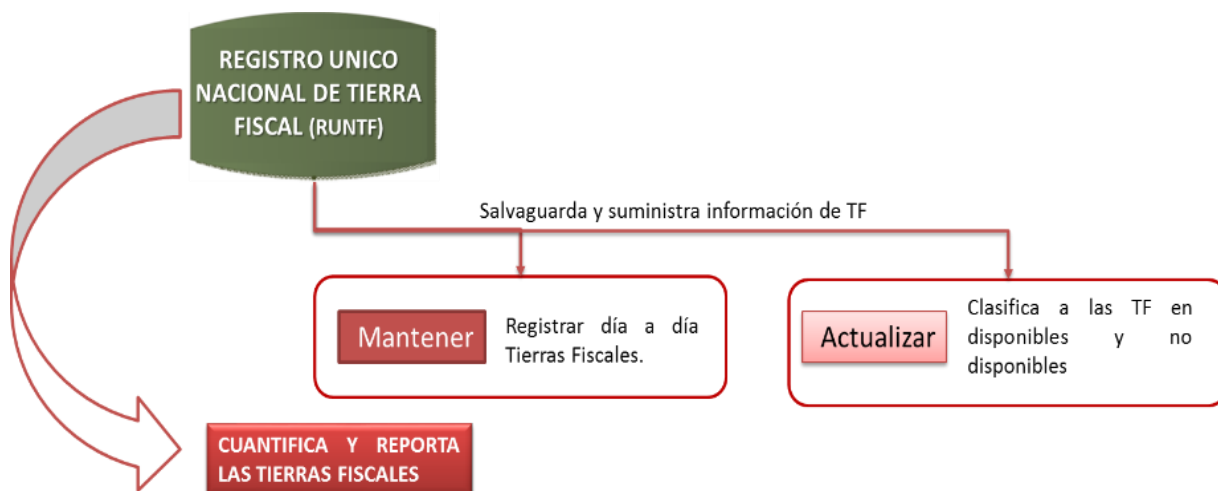 REGISTRO UNICO
NACIONAL DE TIERRA
FISCAL (RUNTF)
Salvaguarda y suministra información de TF
Mantener
Registrar día a día
Tierras Fiscales.
Actualizar
Clasifica a las TF en
disponibles y no
disponibles
CUANTIFICA Y REPORTA
LAS TIERRAS FISCALES